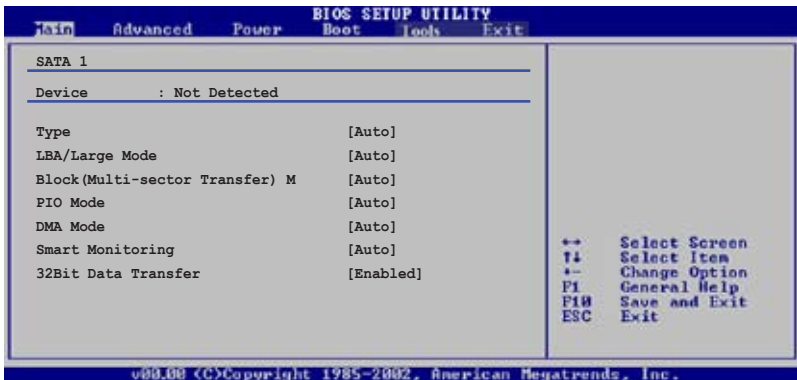 BIOS SETUP UTILITY
Main Advanced Power Boot Tools Exit
SATA 1
Device : Not Detected
Type [Auto]
LBA/Large Mode [Auto]
Block(Multi-sector Transfer) M [Auto]
PIO Mode [Auto]
DMA Mode [Auto]
Smart Monitoring [Auto]
32Bit Data Transfer [Enabled]
←→ Select Screen
↑↓ Select Item
+- Change Option
F1 General Help
F10 Save and Exit
ESC Exit
v00.00 (C)Copyright 1985-2002, American Megatrends, Inc.